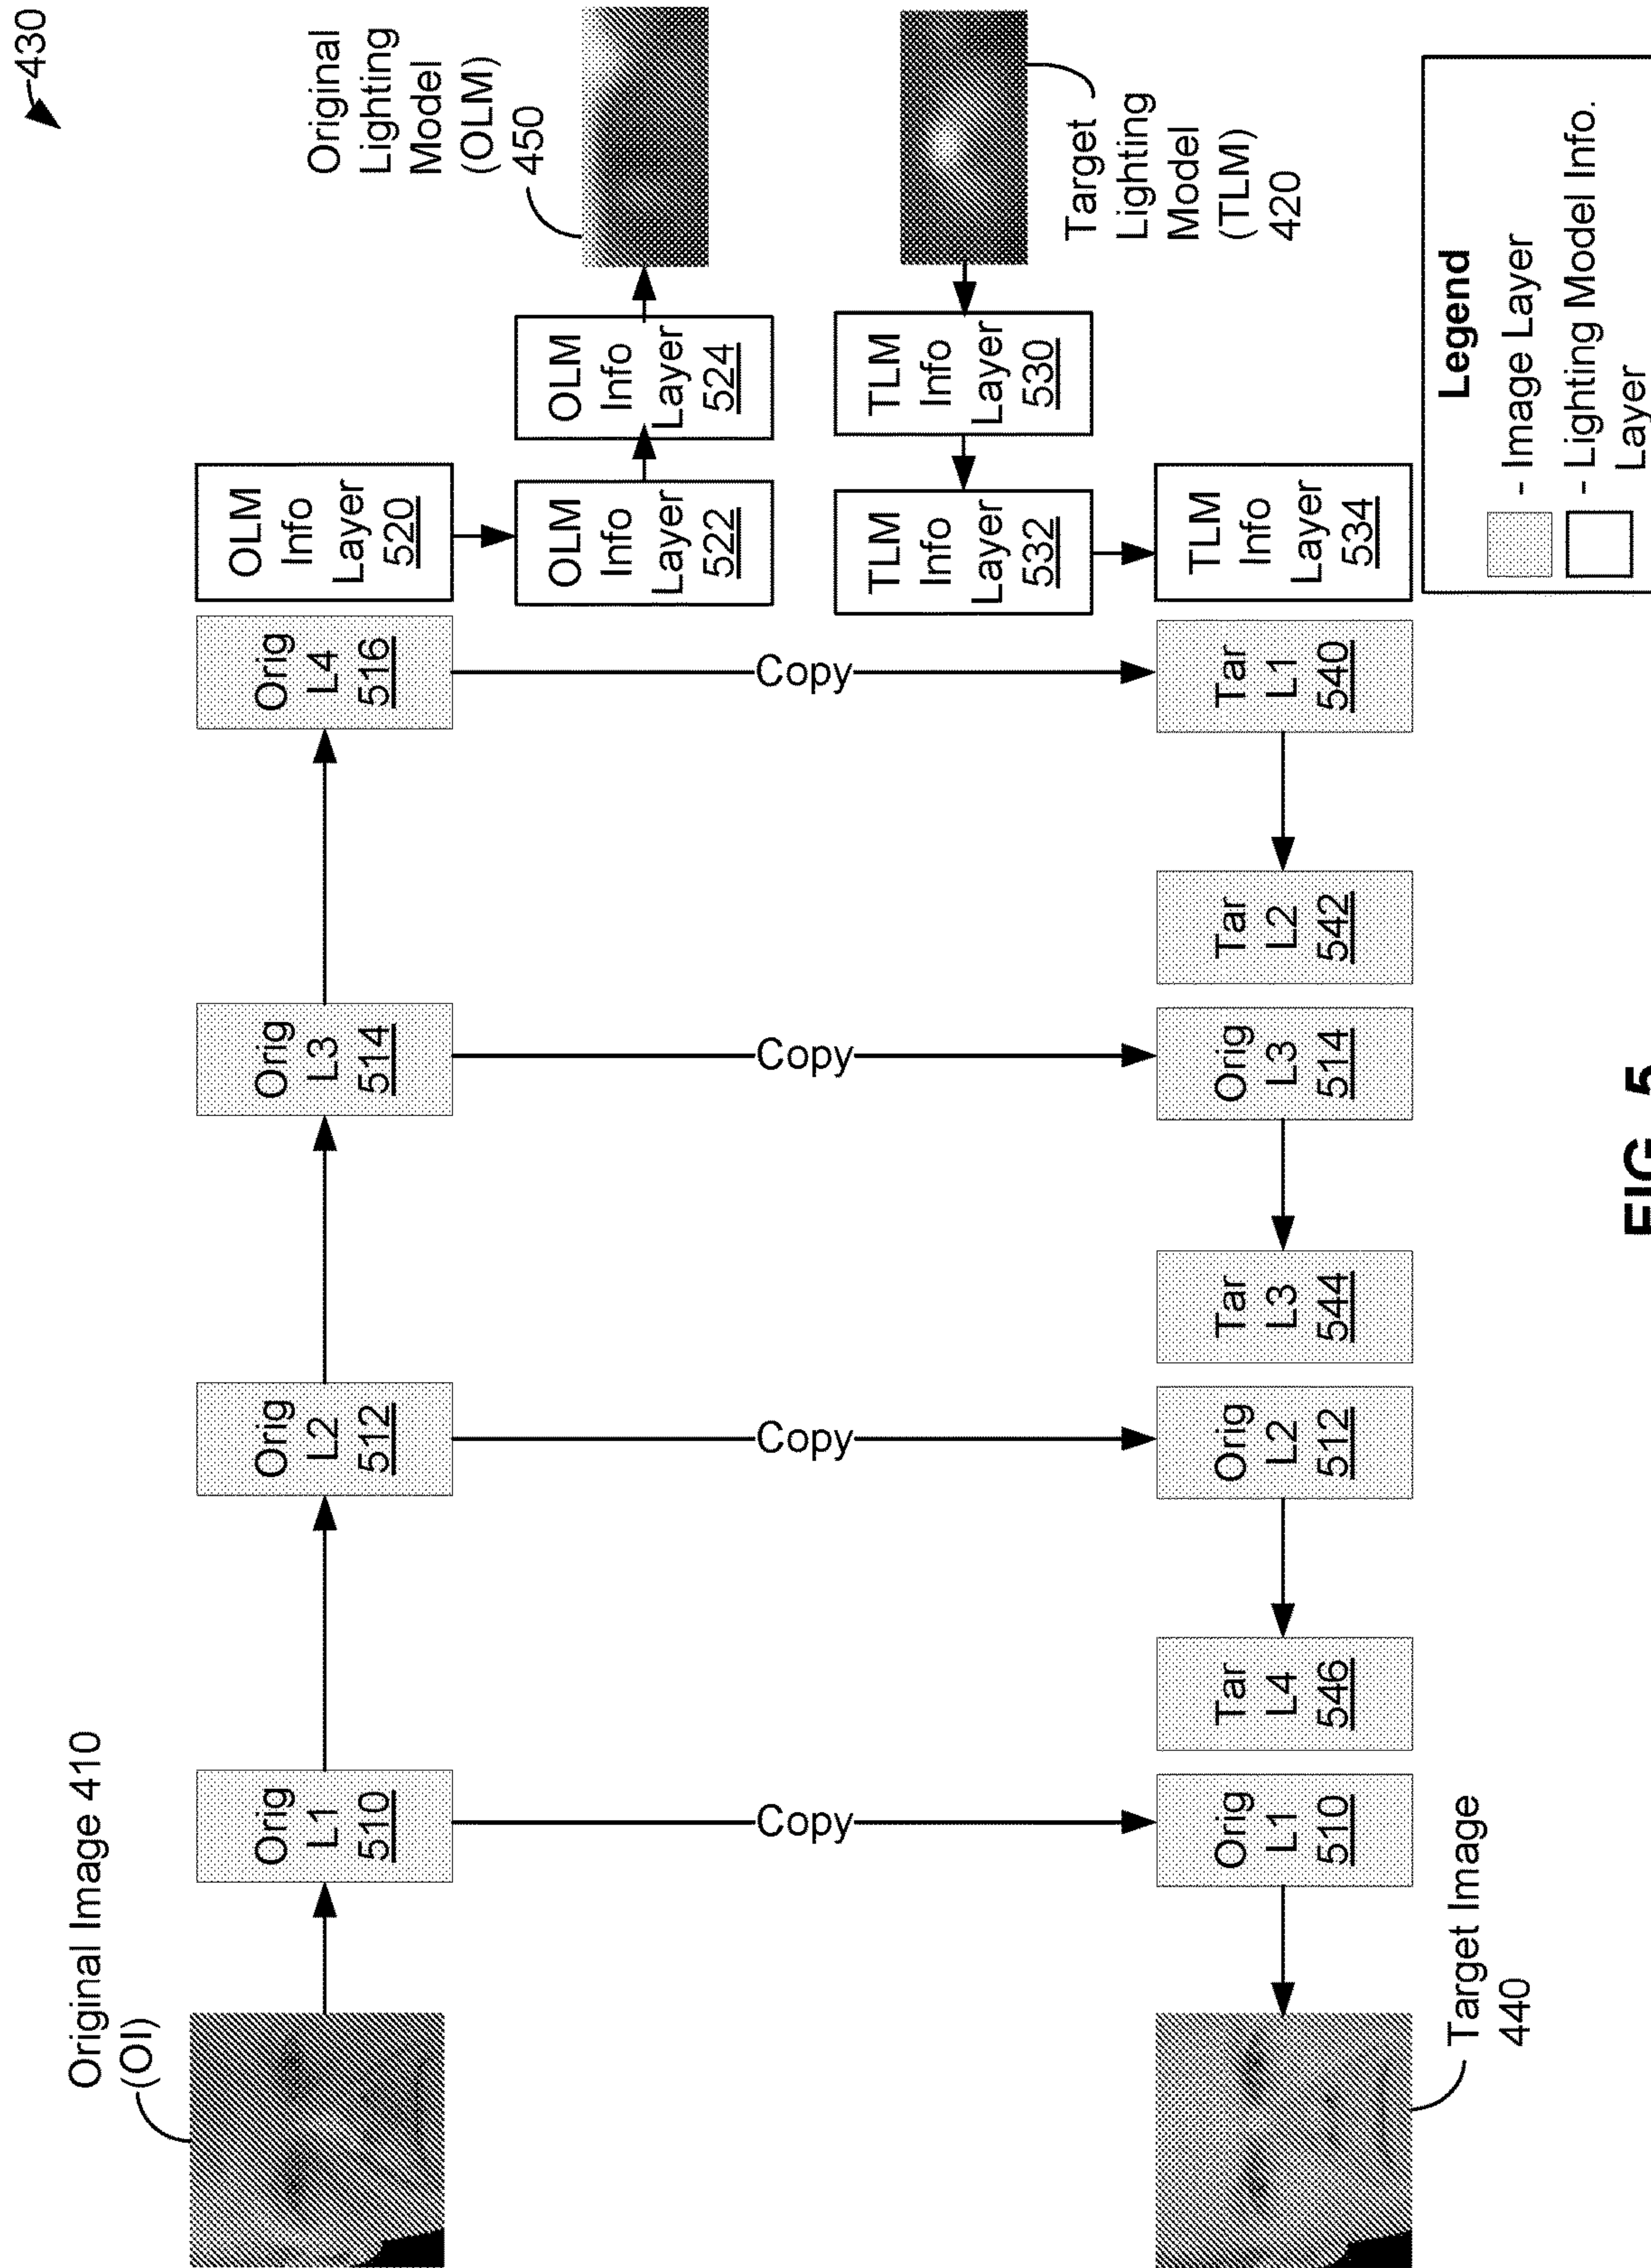 430
Original Image 410
(OI)
Orig
L1
510
Orig
L2
512
Orig
L3
514
Orig
L4
516
OLM
Info
Layer
520
OLM
Info
Layer
522
OLM
Info
Layer
524
Original
Lighting
Model
(OLM)
450
Copy
Copy
Copy
Copy
TLM
Info
Layer
530
TLM
Info
Layer
532
TLM
Info
Layer
534
Target
Lighting
Model
(TLM)
420
Orig
L1
510
Tar
L4
546
Orig
L2
512
Tar
L3
544
Orig
L3
514
Tar
L2
542
Tar
L1
540
Target Image
440
Legend
- Image Layer
- Lighting Model Info.
Layer
FIG. 5